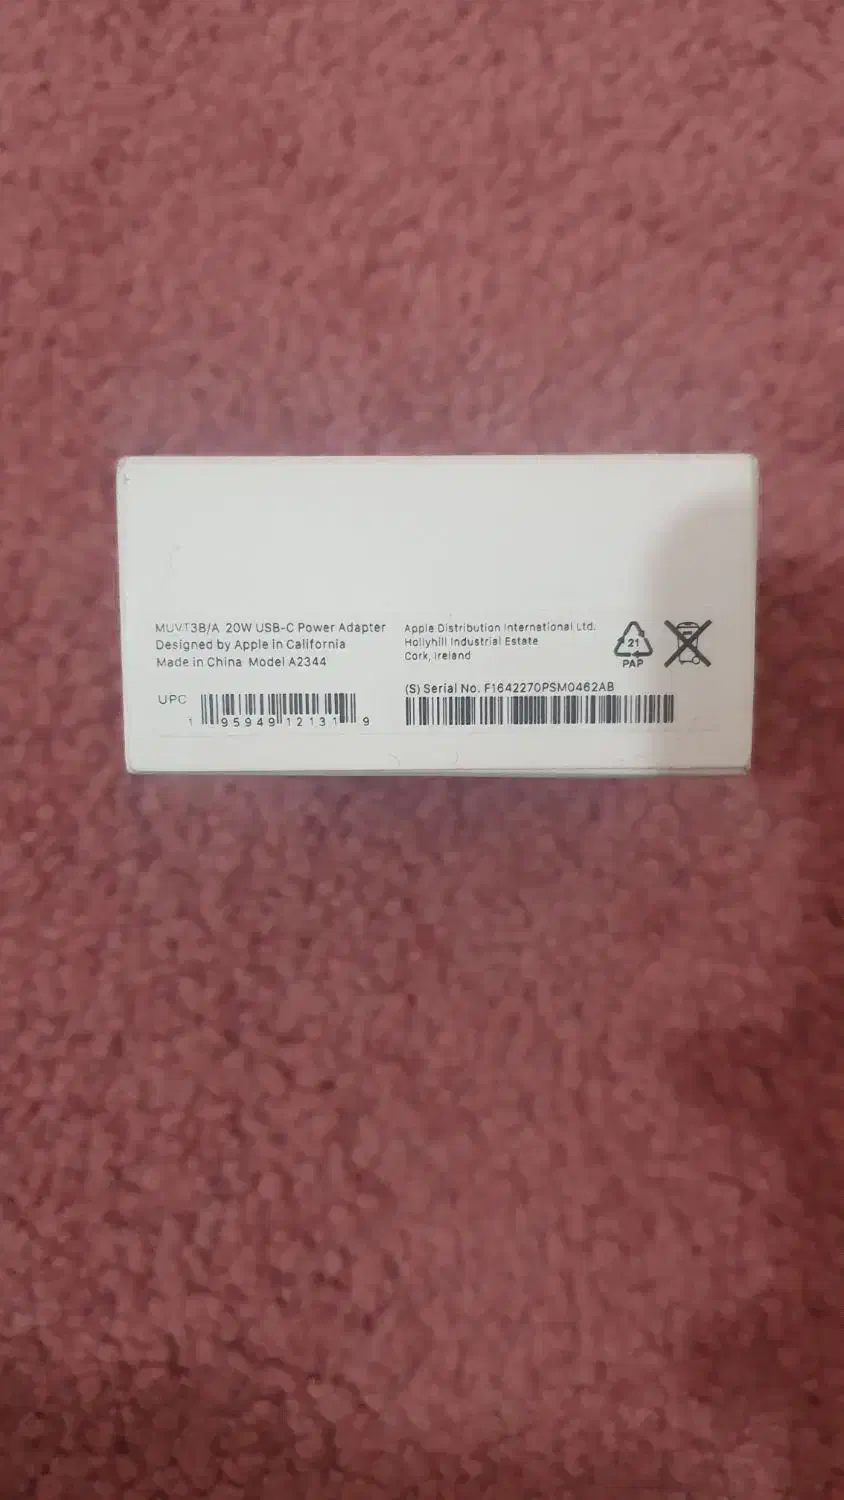 MUVT3B/A 20W USB-C Power Adapter
Designed by Apple in California
Made in China Model A2344
UPC
1 95949 12131 9
Apple Distribution International Ltd.
Hollyhill Industrial Estate
Cork, Ireland
21
PAP
(S) Serial No. F1642270PSM0462AB